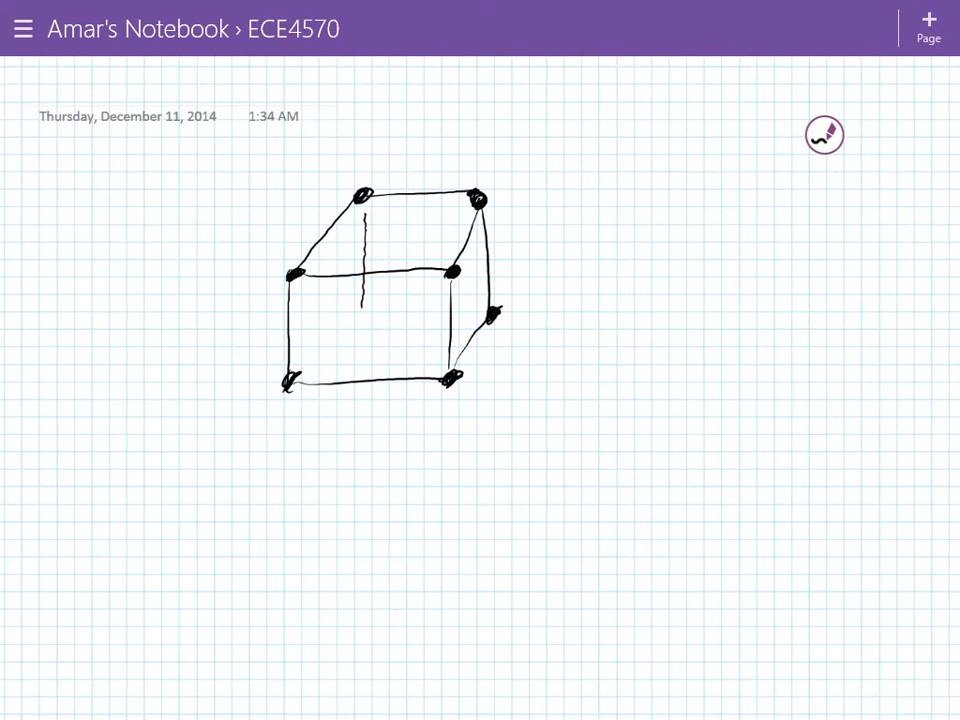 Amar's Notebook › ECE4570
Page
Thursday, December 11, 2014 1:34 AM